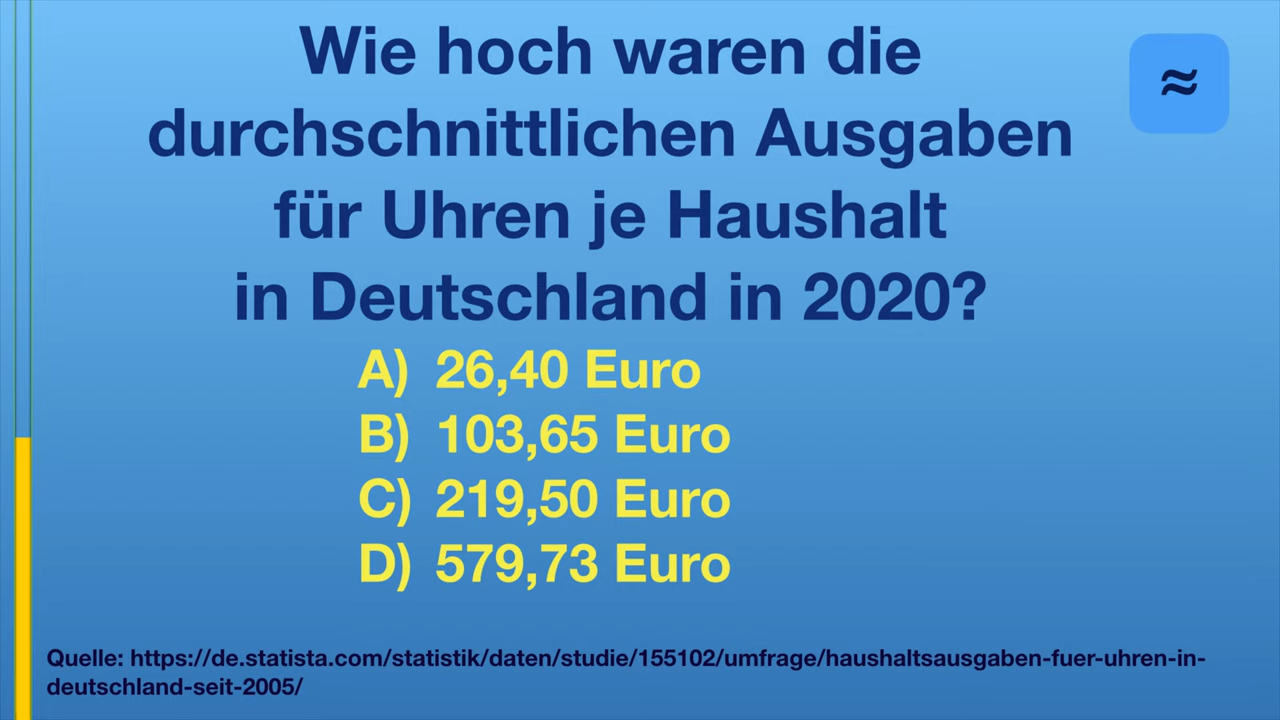 Wie hoch waren die
durchschnittlichen Ausgaben
für Uhren je Haushalt
in Deutschland in 2020?
≈
A) 26,40 Euro
B) 103,65 Euro
C) 219,50 Euro
D) 579,73 Euro
Quelle: https://de.statista.com/statistik/daten/studie/155102/umfrage/haushaltsausgaben-fuer-uhren-in-
deutschland-seit-2005/